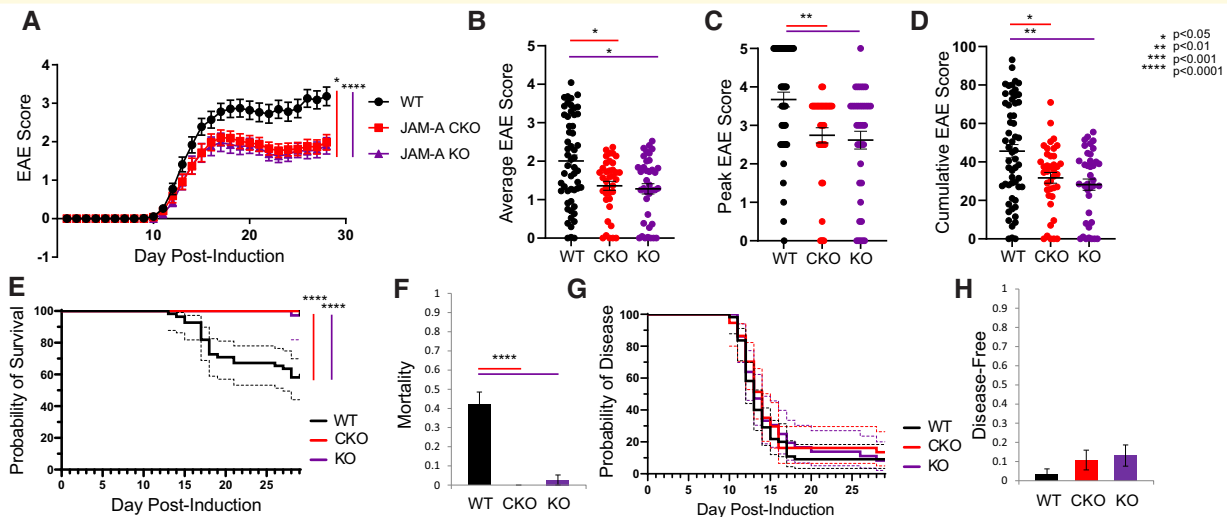 A
EAE Score
5
4
3
2
1
0
-1
10
20
30
Day Post-Induction
*
****
WT
JAM-A CKO
JAM-A KO
B
Average EAE Score
5
4
3
2
1
0
*
*
WT CKO KO
C
Peak EAE Score
6
5
4
3
2
1
0
**
WT CKO KO
D
Cumulative EAE Score
100
80
60
40
20
0
*
**
WT CKO KO
* p<0.05
** p<0.01
*** p<0.001
**** p<0.0001
E
Probability of Survival
100
80
60
40
20
0
0 5 10 15 20 25
Day Post-Induction
****
****
WT
CKO
KO
F
Mortality
1
0.9
0.8
0.7
0.6
0.5
0.4
0.3
0.2
0.1
0
****
WT CKO KO
G
Probability of Disease
100
80
60
40
20
0
0 5 10 15 20 25
Day Post-Induction
WT
CKO
KO
H
Disease-Free
1
0.9
0.8
0.7
0.6
0.5
0.4
0.3
0.2
0.1
0
WT CKO KO